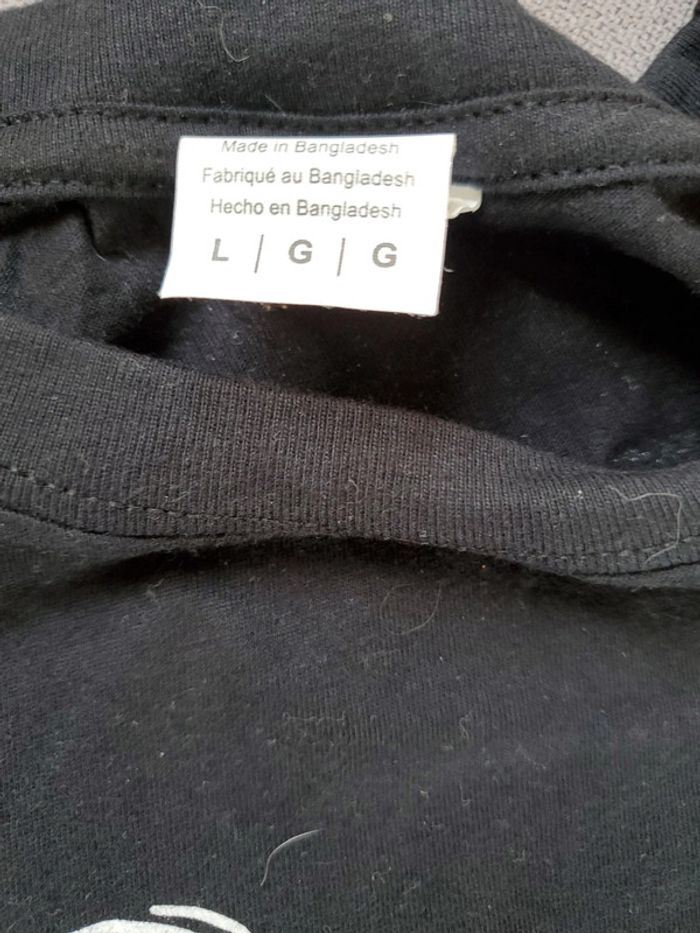 Made in Bangladesh
Fabriqué au Bangladesh
Hecho en Bangladesh
L | G | G